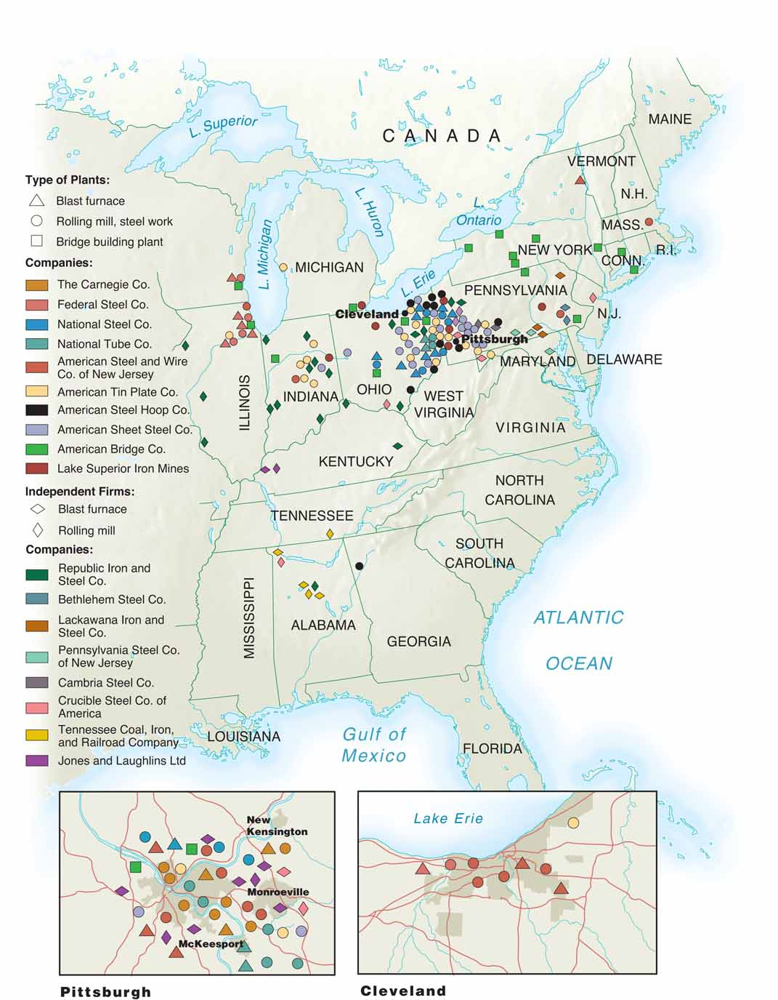 CANADA
MAINE
L. Superior
VERMONT
N.H.
L. Huron
L.
Ontario
L. Michigan
MASS.
NEW YORK
R.I.
CONN.
MICHIGAN
L. Erie
PENNSYLVANIA
Cleveland
N.J.
Pittsburgh
MARYLAND
DELAWARE
ILLINOIS
INDIANA
OHIO
WEST
VIRGINIA
VIRGINIA
KENTUCKY
NORTH
CAROLINA
TENNESSEE
SOUTH
CAROLINA
MISSISSIPPI
ALABAMA
GEORGIA
ATLANTIC
OCEAN
LOUISIANA
Gulf of
Mexico
FLORIDA
Type of Plants:
Blast furnace
Rolling mill, steel work
Bridge building plant
Companies:
The Carnegie Co.
Federal Steel Co.
National Steel Co.
National Tube Co.
American Steel and Wire
Co. of New Jersey
American Tin Plate Co.
American Steel Hoop Co.
American Sheet Steel Co.
American Bridge Co.
Lake Superior Iron Mines
Independent Firms:
Blast furnace
Rolling mill
Companies:
Republic Iron and
Steel Co.
Bethlehem Steel Co.
Lackawana Iron and
Steel Co.
Pennsylvania Steel Co.
of New Jersey
Cambria Steel Co.
Crucible Steel Co. of
America
Tennessee Coal, Iron,
and Railroad Company
Jones and Laughlins Ltd
New
Kensington
Monroeville
McKeesport
Pittsburgh
Lake Erie
Cleveland